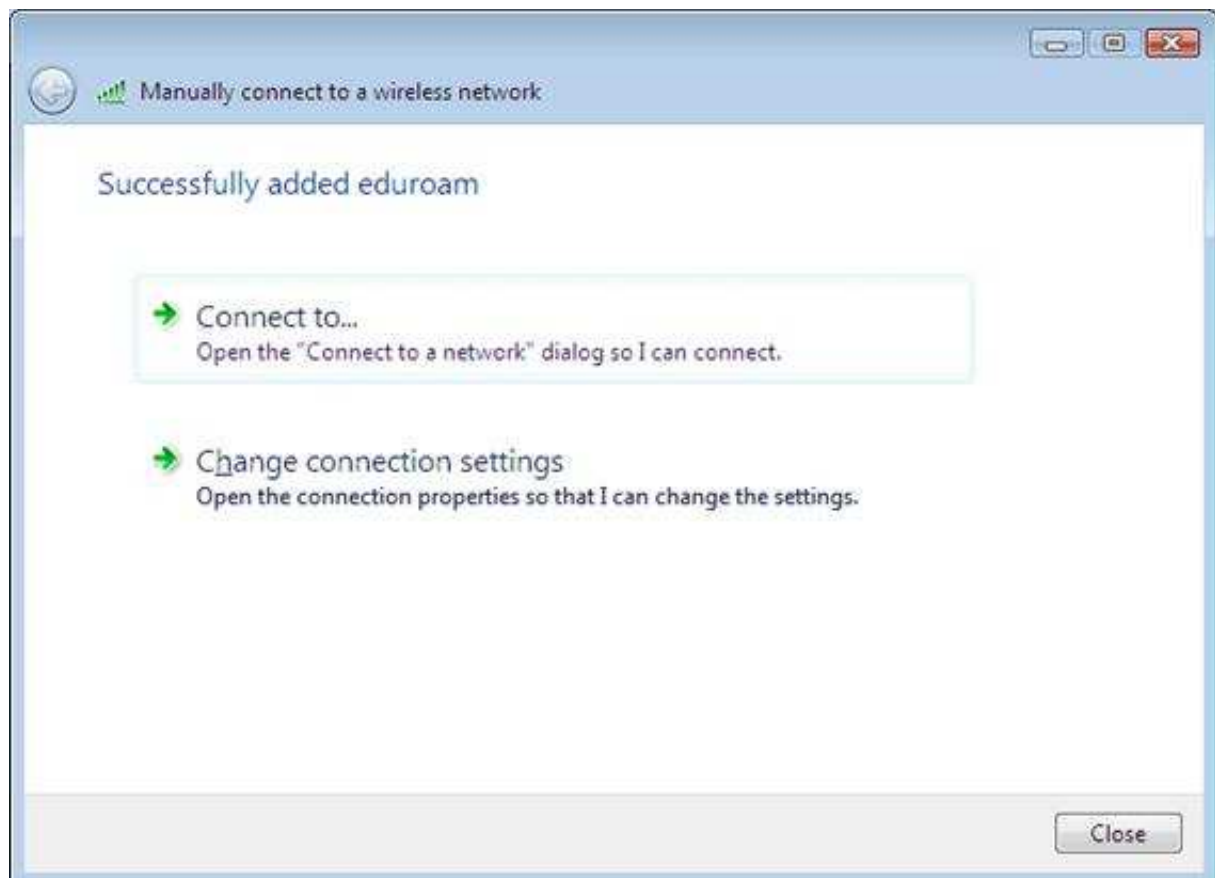 Manually connect to a wireless network
Successfully added eduroam
Connect to...
Open the "Connect to a network" dialog so I can connect.
Change connection settings
Open the connection properties so that I can change the settings.
Close